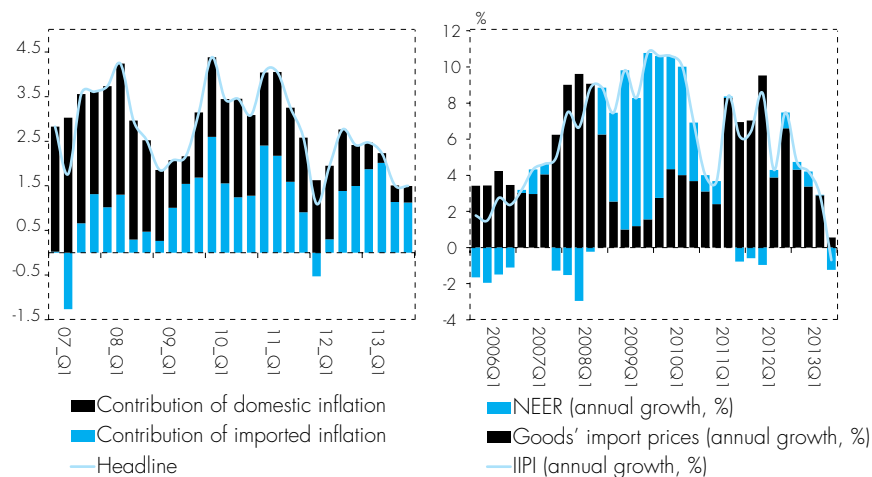 4.5
3.5
2.5
1.5
0.5
-0.5
-1.5
07_Q1
08_Q1
09_Q1
10_Q1
11_Q1
12_Q1
13_Q1
Contribution of domestic inflation
Contribution of imported inflation
Headline
%
12
10
8
6
4
2
0
-2
-4
2006Q1
2007Q1
2008Q1
2009Q1
2010Q1
2011Q1
2012Q1
2013Q1
NEER (annual growth, %)
Goods' import prices (annual growth, %)
IIPI (annual growth, %)